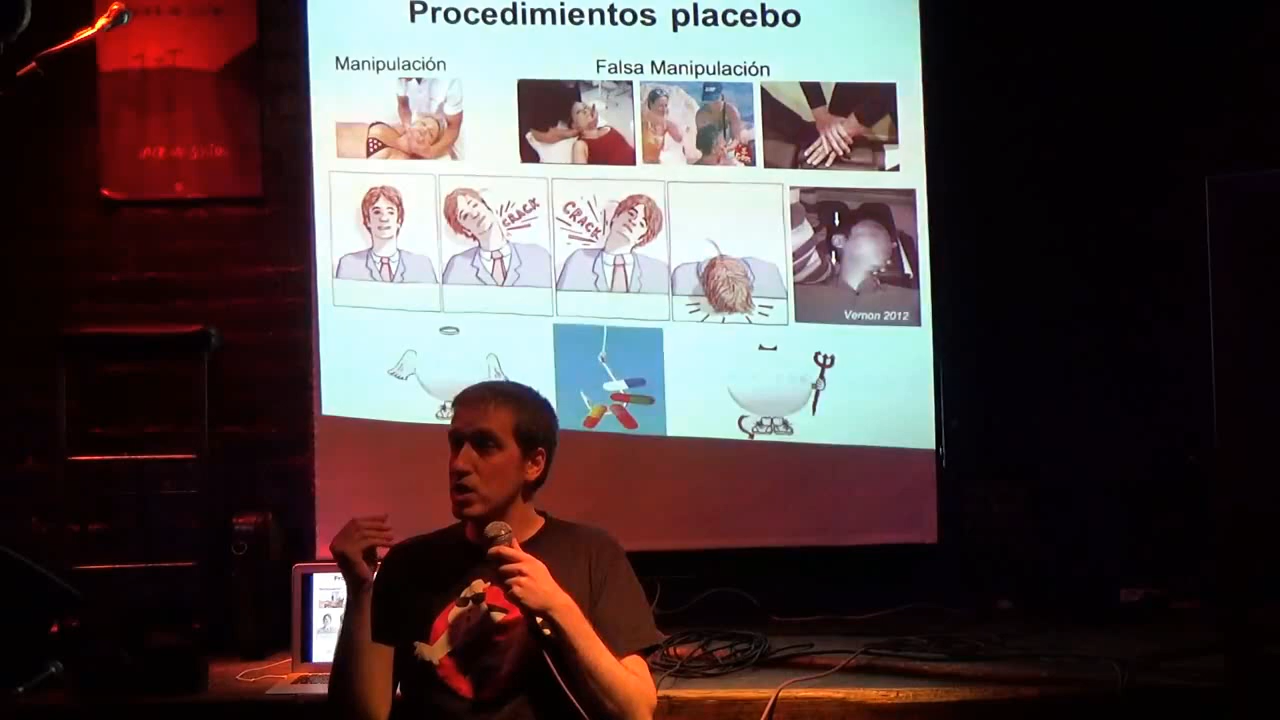 Procedimientos placebo
Manipulación
Falsa Manipulación
CRACK
CRACK
Vernon 2012